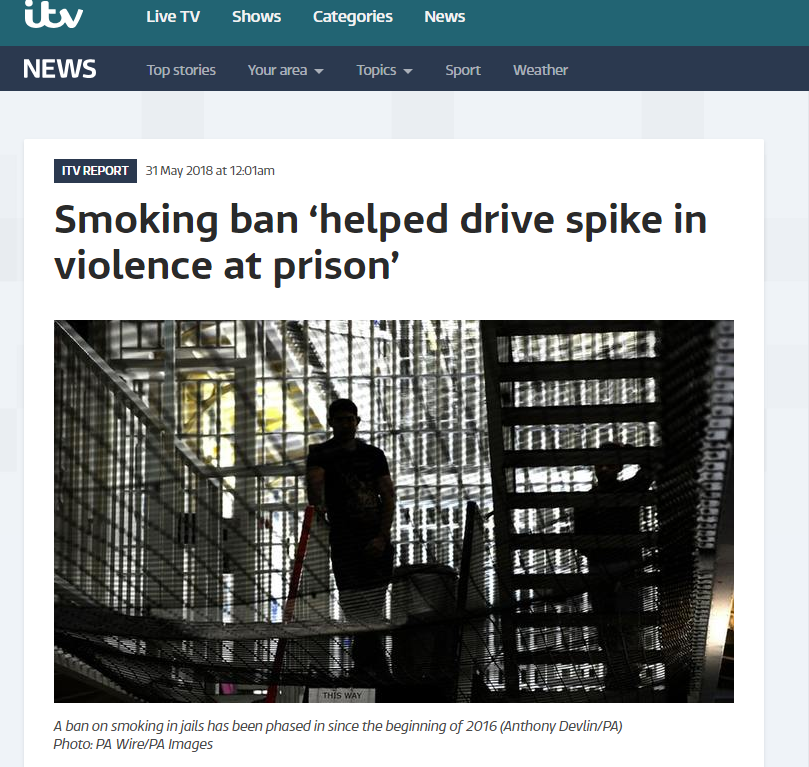 itv
Live TV Shows Categories News
NEWS
Top stories Your area Topics Sport Weather
ITV REPORT 31 May 2018 at 12:01am
Smoking ban ‘helped drive spike in
violence at prison’
THIS WAY
A ban on smoking in jails has been phased in since the beginning of 2016 (Anthony Devlin/PA)
Photo: PA Wire/PA Images